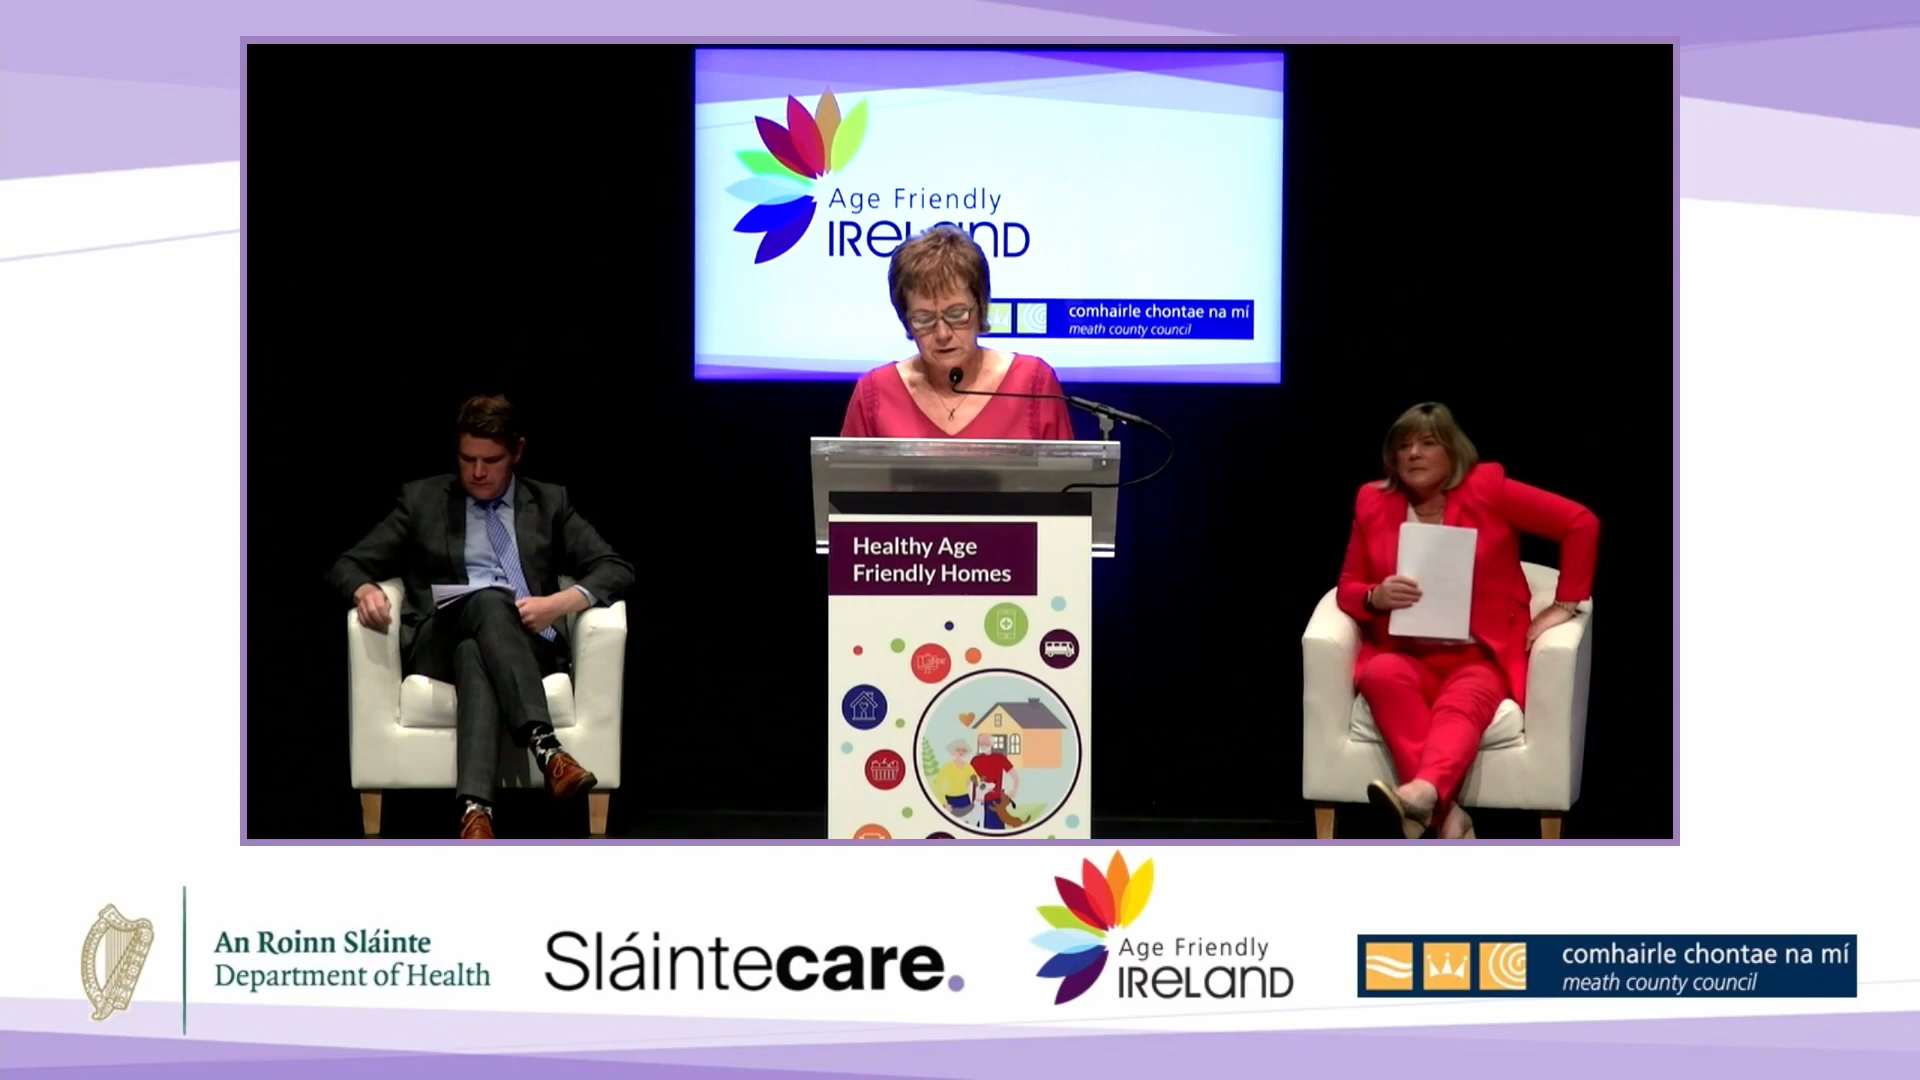 Age Friendly
comhairle chontae na mí
meath county council
Healthy Age
Friendly Homes
An Roinn Sláinte
Department of Health
Sláintecare.
Age Friendly
IRELAND
comhairle chontae na mí
meath county council